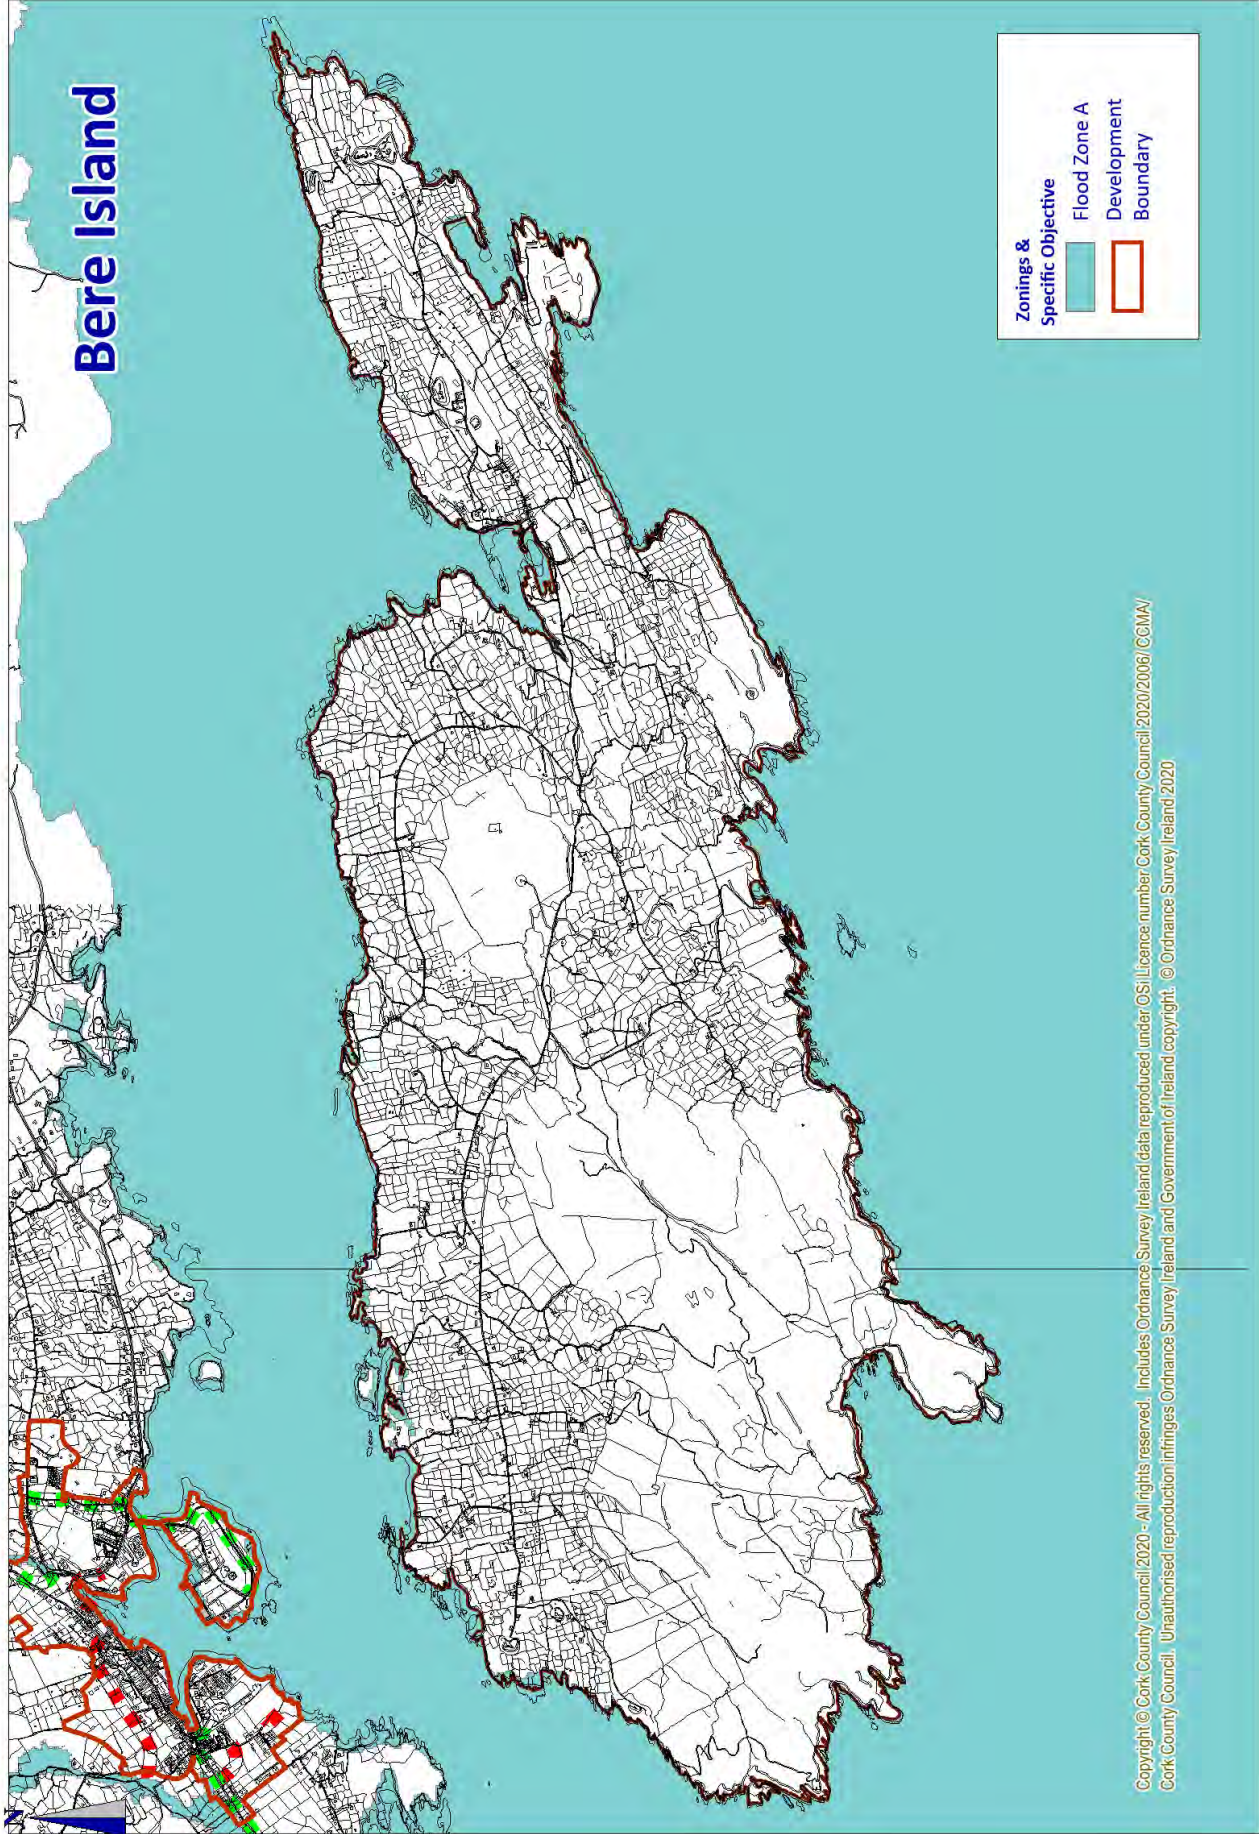 Bere Island
Zonings &
Specific Objective
Flood Zone A
Development
Boundary
Copyright © Cork County Council 2020 - All rights reserved. Includes Ordnance Survey Ireland data reproduced under OSi Licence number Cork County Council 2020/2006/ CCMA/
Cork County Council. Unauthorised reproduction infringes Ordnance Survey Ireland and Government of Ireland copyright. © Ordnance Survey Ireland 2020